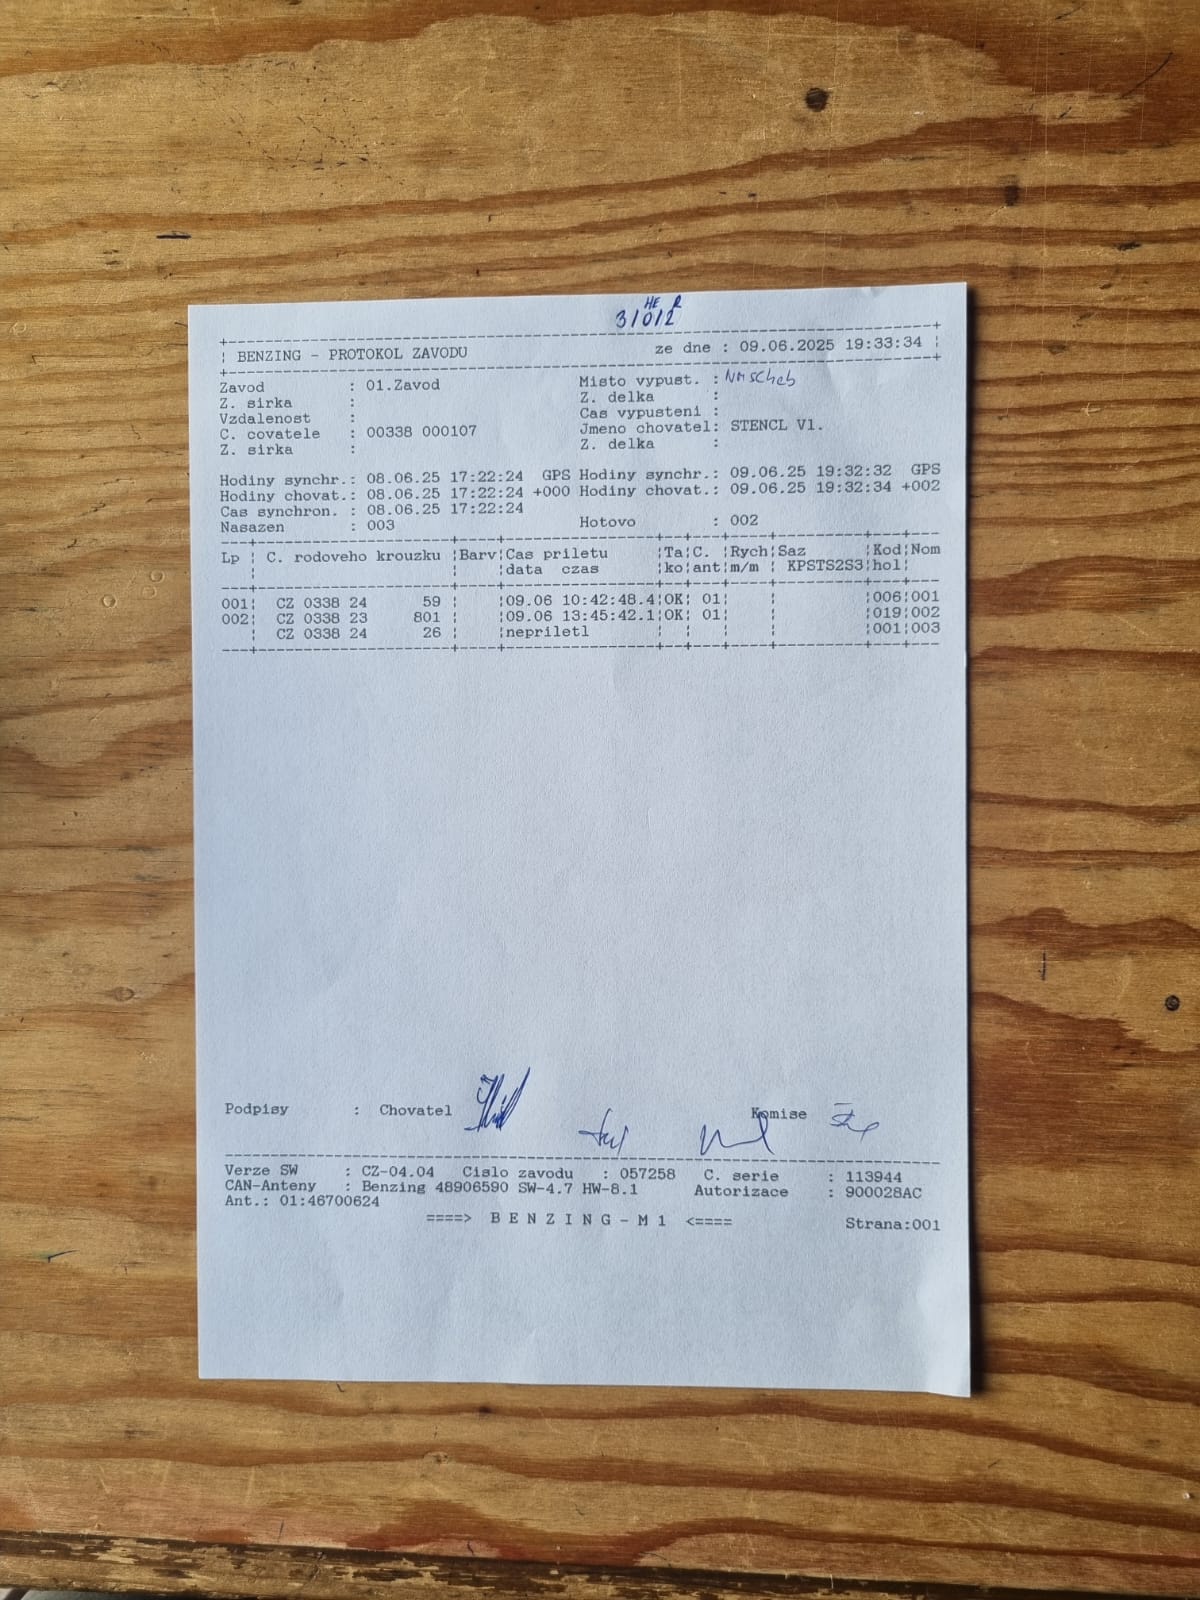 HE R
3/0/2
BENZING - PROTOKOL ZAVODU ze dne : 09.06.2025 19:33:34
Zavod : 01.Zavod Misto vypust. :
Z. sirka : Z. delka :
Vzdalenost : Cas vypusteni :
C. covatele : 00338 000107 Jmeno chovatel: STENCL Vl.
Z. sirka : Z. delka :
Hodiny synchr.: 08.06.25 17:22:24 GPS Hodiny synchr.: 09.06.25 19:32:32 GPS
Hodiny chovat.: 08.06.25 17:22:24 +000 Hodiny chovat.: 09.06.25 19:32:34 +002
Cas synchron. : 08.06.25 17:22:24
Nasazen : 003 Hotovo : 002
Lp ¦ C. rodoveho krouzku ¦Barv¦Cas priletu ¦Ta¦C. ¦Rych¦Saz ¦Kod¦Nom
¦ ¦ ¦data czas ¦ko¦ant¦m/m ¦ KPSTS2S3¦hol¦
001¦ CZ 0338 24 59 ¦ ¦09.06 10:42:48.4¦OK¦ 01¦ ¦ ¦006¦001
002¦ CZ 0338 23 801 ¦ ¦09.06 13:45:42.1¦OK¦ 01¦ ¦ ¦019¦002
¦ CZ 0338 24 26 ¦ ¦nepriletl ¦ ¦ ¦ ¦ ¦001¦003
Podpisy : Chovatel Komise
Verze SW : CZ-04.04 Cislo zavodu : 057258 C. serie : 113944
CAN-Anteny : Benzing 48906590 SW-4.7 HW-8.1 Autorizace : 900028AC
Ant.: 01:46700624
====> B E N Z I N G - M 1 <==== Strana:001